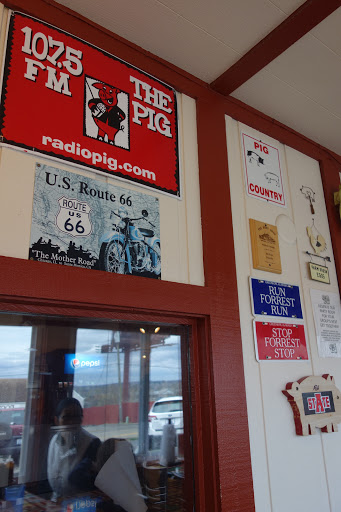 107.5
FM
THE
PIG
radiopig.com
U.S. Route 66
ROUTE
US
66
"The Mother Road"
PIG
COUNTRY
RUN
FORREST
RUN
STOP
FORREST
STOP
STATE
pepsi